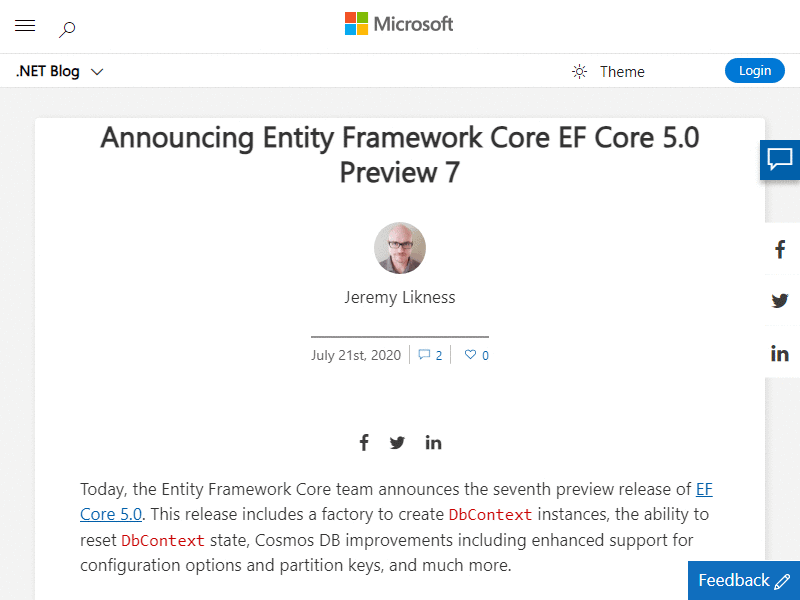 Microsoft
.NET Blog
Theme
Login
Announcing Entity Framework Core EF Core 5.0
Preview 7
Jeremy Likness
July 21st, 2020
2
0
Today, the Entity Framework Core team announces the seventh preview release of EF
Core 5.0. This release includes a factory to create DbContext instances, the ability to
reset DbContext state, Cosmos DB improvements including enhanced support for
configuration options and partition keys, and much more.
Feedback